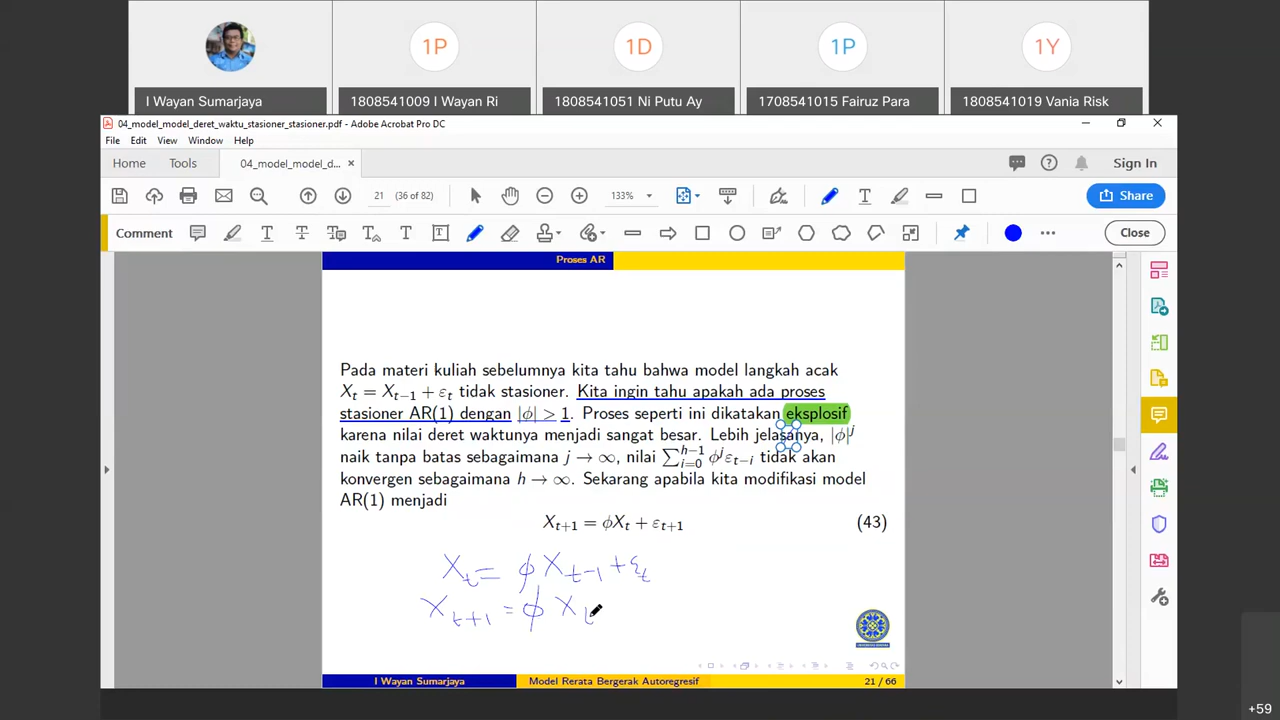 1P
1D
1P
1Y
I Wayan Sumarjaya
1808541009 I Wayan Ri
1808541051 Ni Putu Ay
1708541015 Fairuz Para
1808541019 Vania Risk
04_model_model_deret_waktu_stasioner_stasioner.pdf - Adobe Acrobat Pro DC
File Edit View Window Help
Home Tools 04_model_model_d... × Sign In
21 (36 of 82) 133% Share
Comment Close
Proses AR
Pada materi kuliah sebelumnya kita tahu bahwa model langkah acak
X_t = X_{t−1} + ε_t tidak stasioner. Kita ingin tahu apakah ada proses
stasioner AR(1) dengan |ϕ| > 1. Proses seperti ini dikatakan eksplosif
karena nilai deret waktunya menjadi sangat besar. Lebih jelasanya, |ϕ|^j
naik tanpa batas sebagaimana j → ∞, nilai ∑_{i=0}^{h−1} ϕ^j ε_{t−i} tidak akan
konvergen sebagaimana h → ∞. Sekarang apabila kita modifikasi model
AR(1) menjadi
X_{t+1} = ϕX_t + ε_{t+1} (43)
X_t = ϕ X_{t−1} + ε_t
X_{t+1} = ϕ X_t
I Wayan Sumarjaya Model Rerata Bergerak Autoregresif 21 / 66
+59